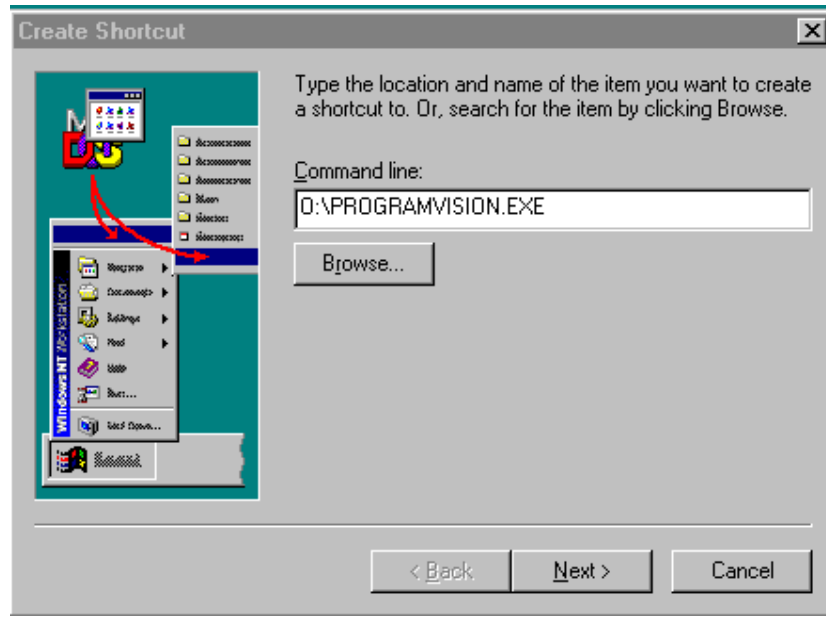 Create Shortcut
Type the location and name of the item you want to create
a shortcut to. Or, search for the item by clicking Browse.
Command line:
O:\PROGRAMVISION.EXE
Browse...
Windows NT Workstation
< Back
Next >
Cancel